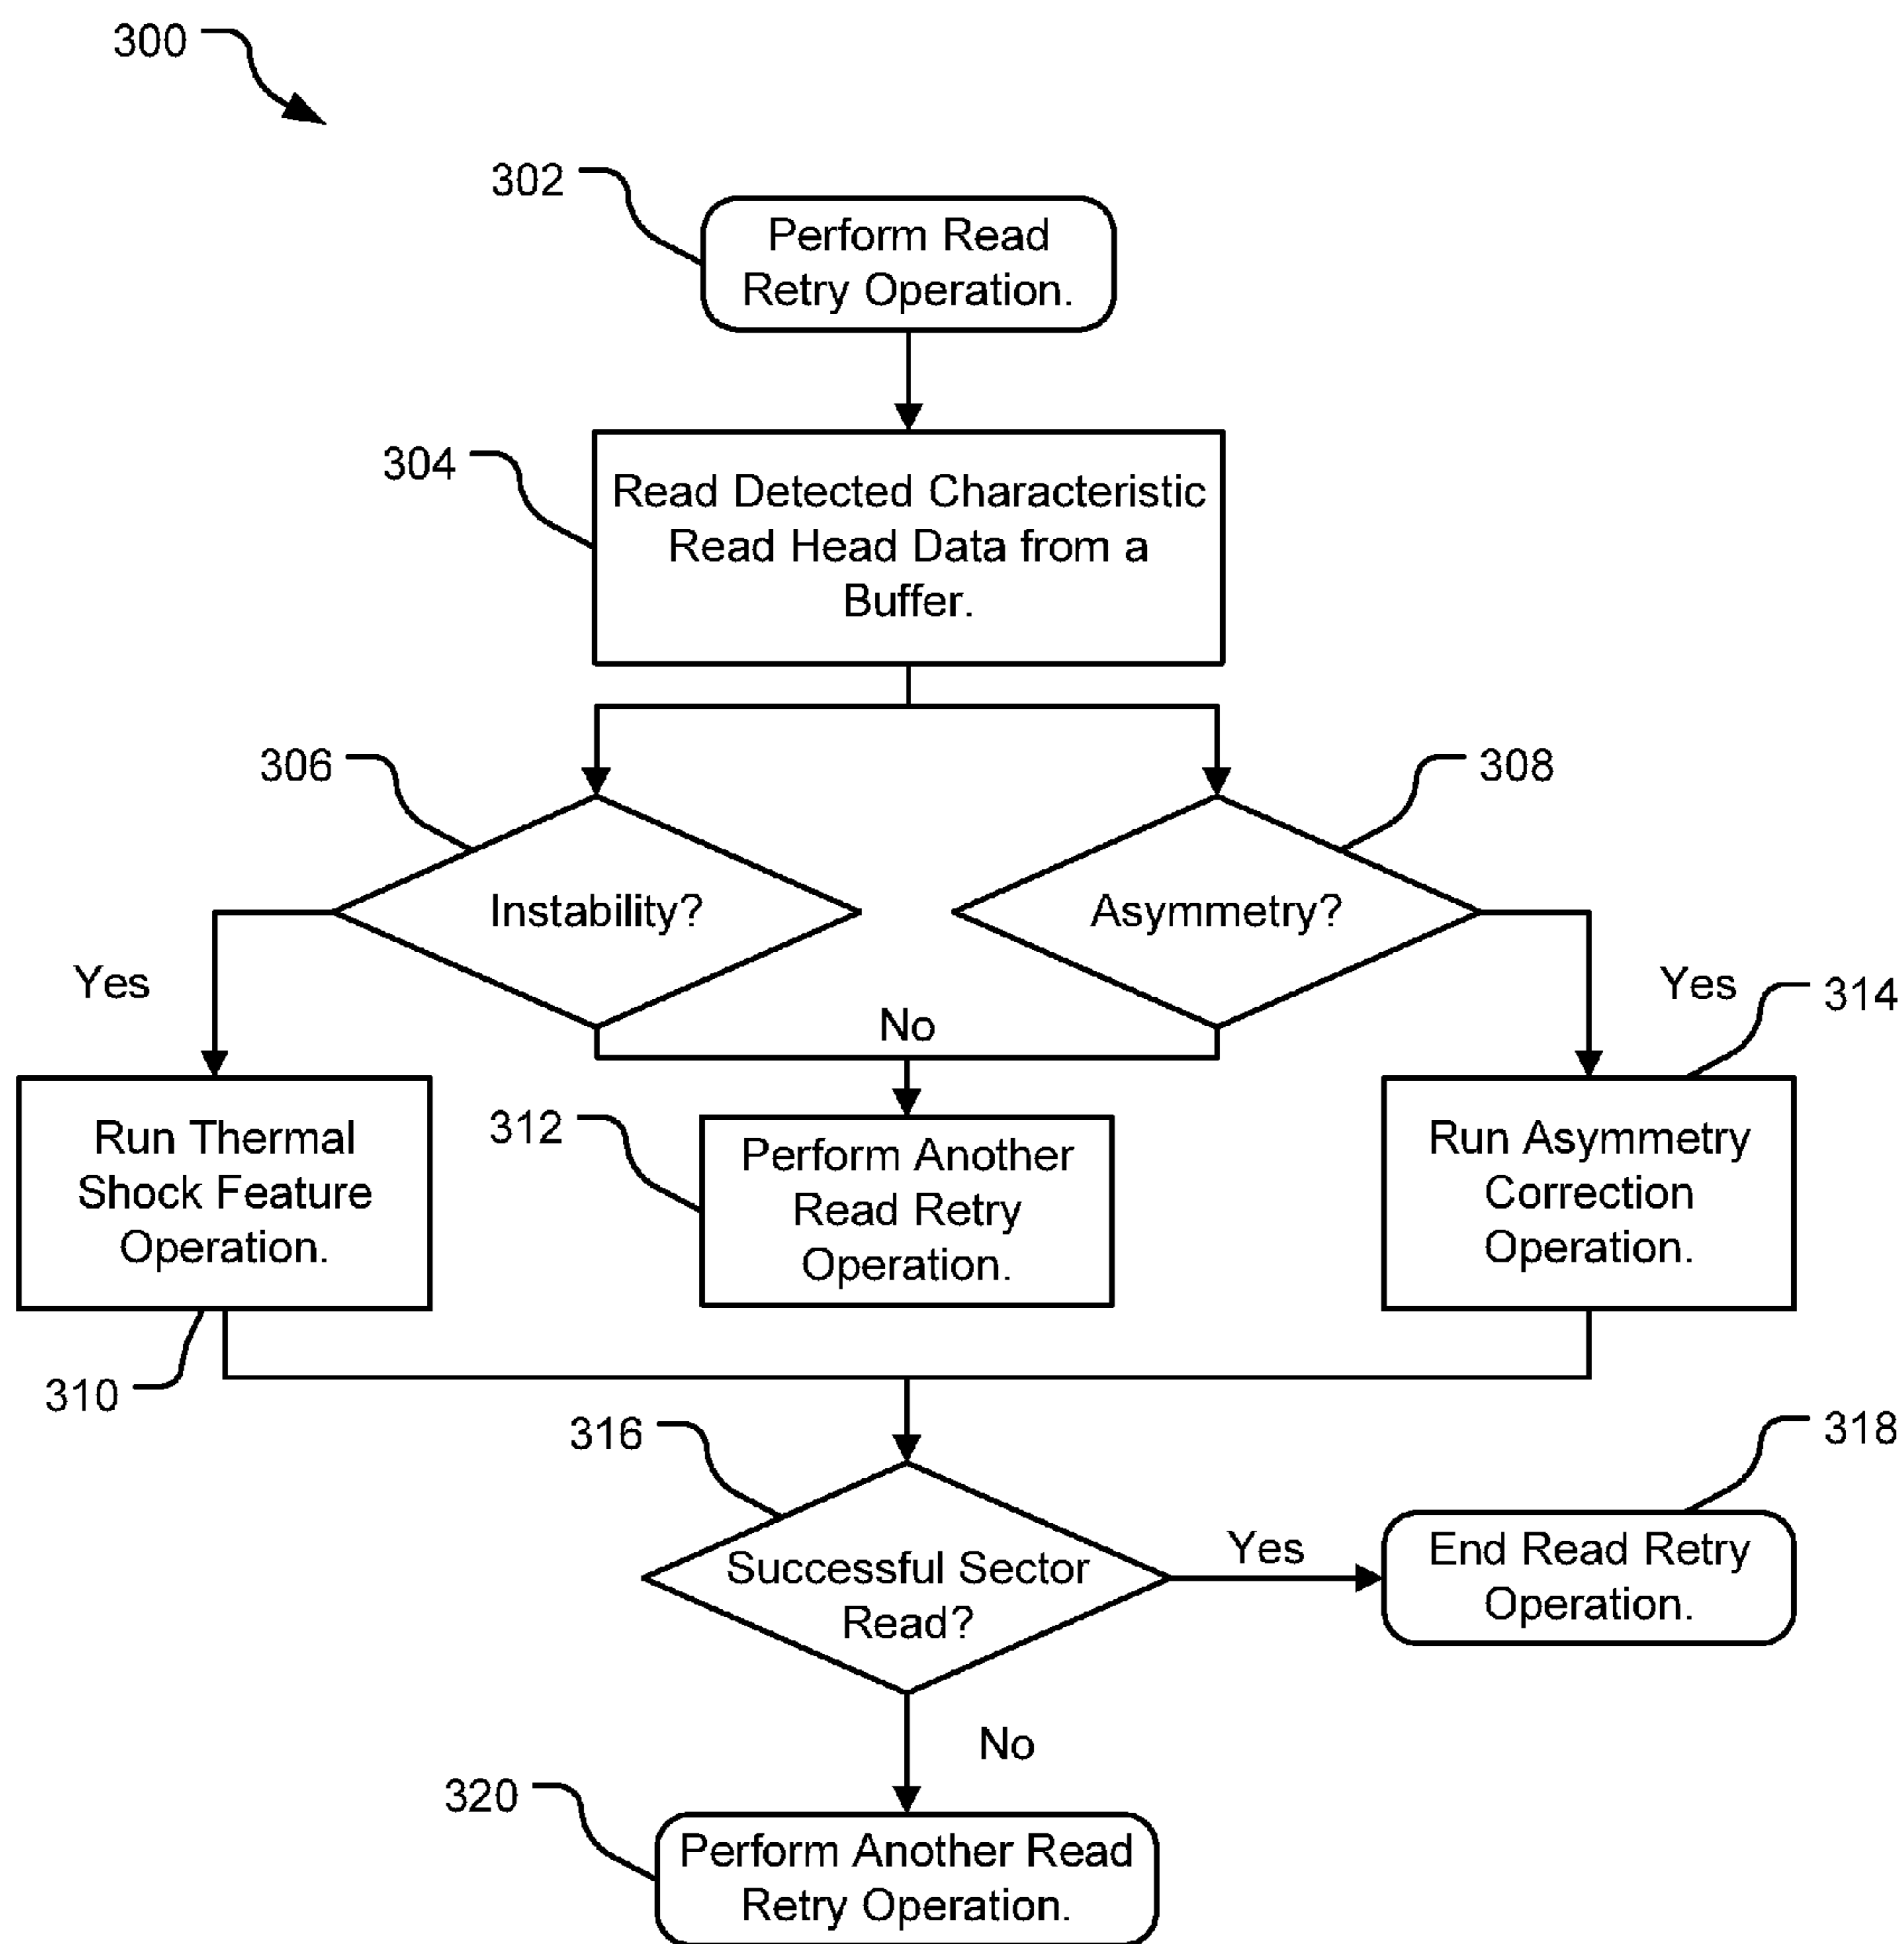 300
302
Perform Read
Retry Operation.
304
Read Detected Characteristic
Read Head Data from a
Buffer.
306
308
Instability?
Asymmetry?
Yes
No
Yes
314
Run Thermal
Shock Feature
Operation.
312
Perform Another
Read Retry
Operation.
Run Asymmetry
Correction
Operation.
310
316
318
Successful Sector
Read?
Yes
End Read Retry
Operation.
No
320
Perform Another Read
Retry Operation.